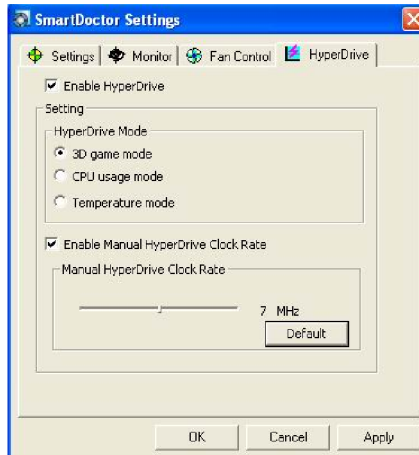 SmartDoctor Settings
Settings Monitor Fan Control HyperDrive
Enable HyperDrive
Setting
HyperDrive Mode
3D game mode
CPU usage mode
Temperature mode
Enable Manual HyperDrive Clock Rate
Manual HyperDrive Clock Rate
7 MHz
Default
OK Cancel Apply